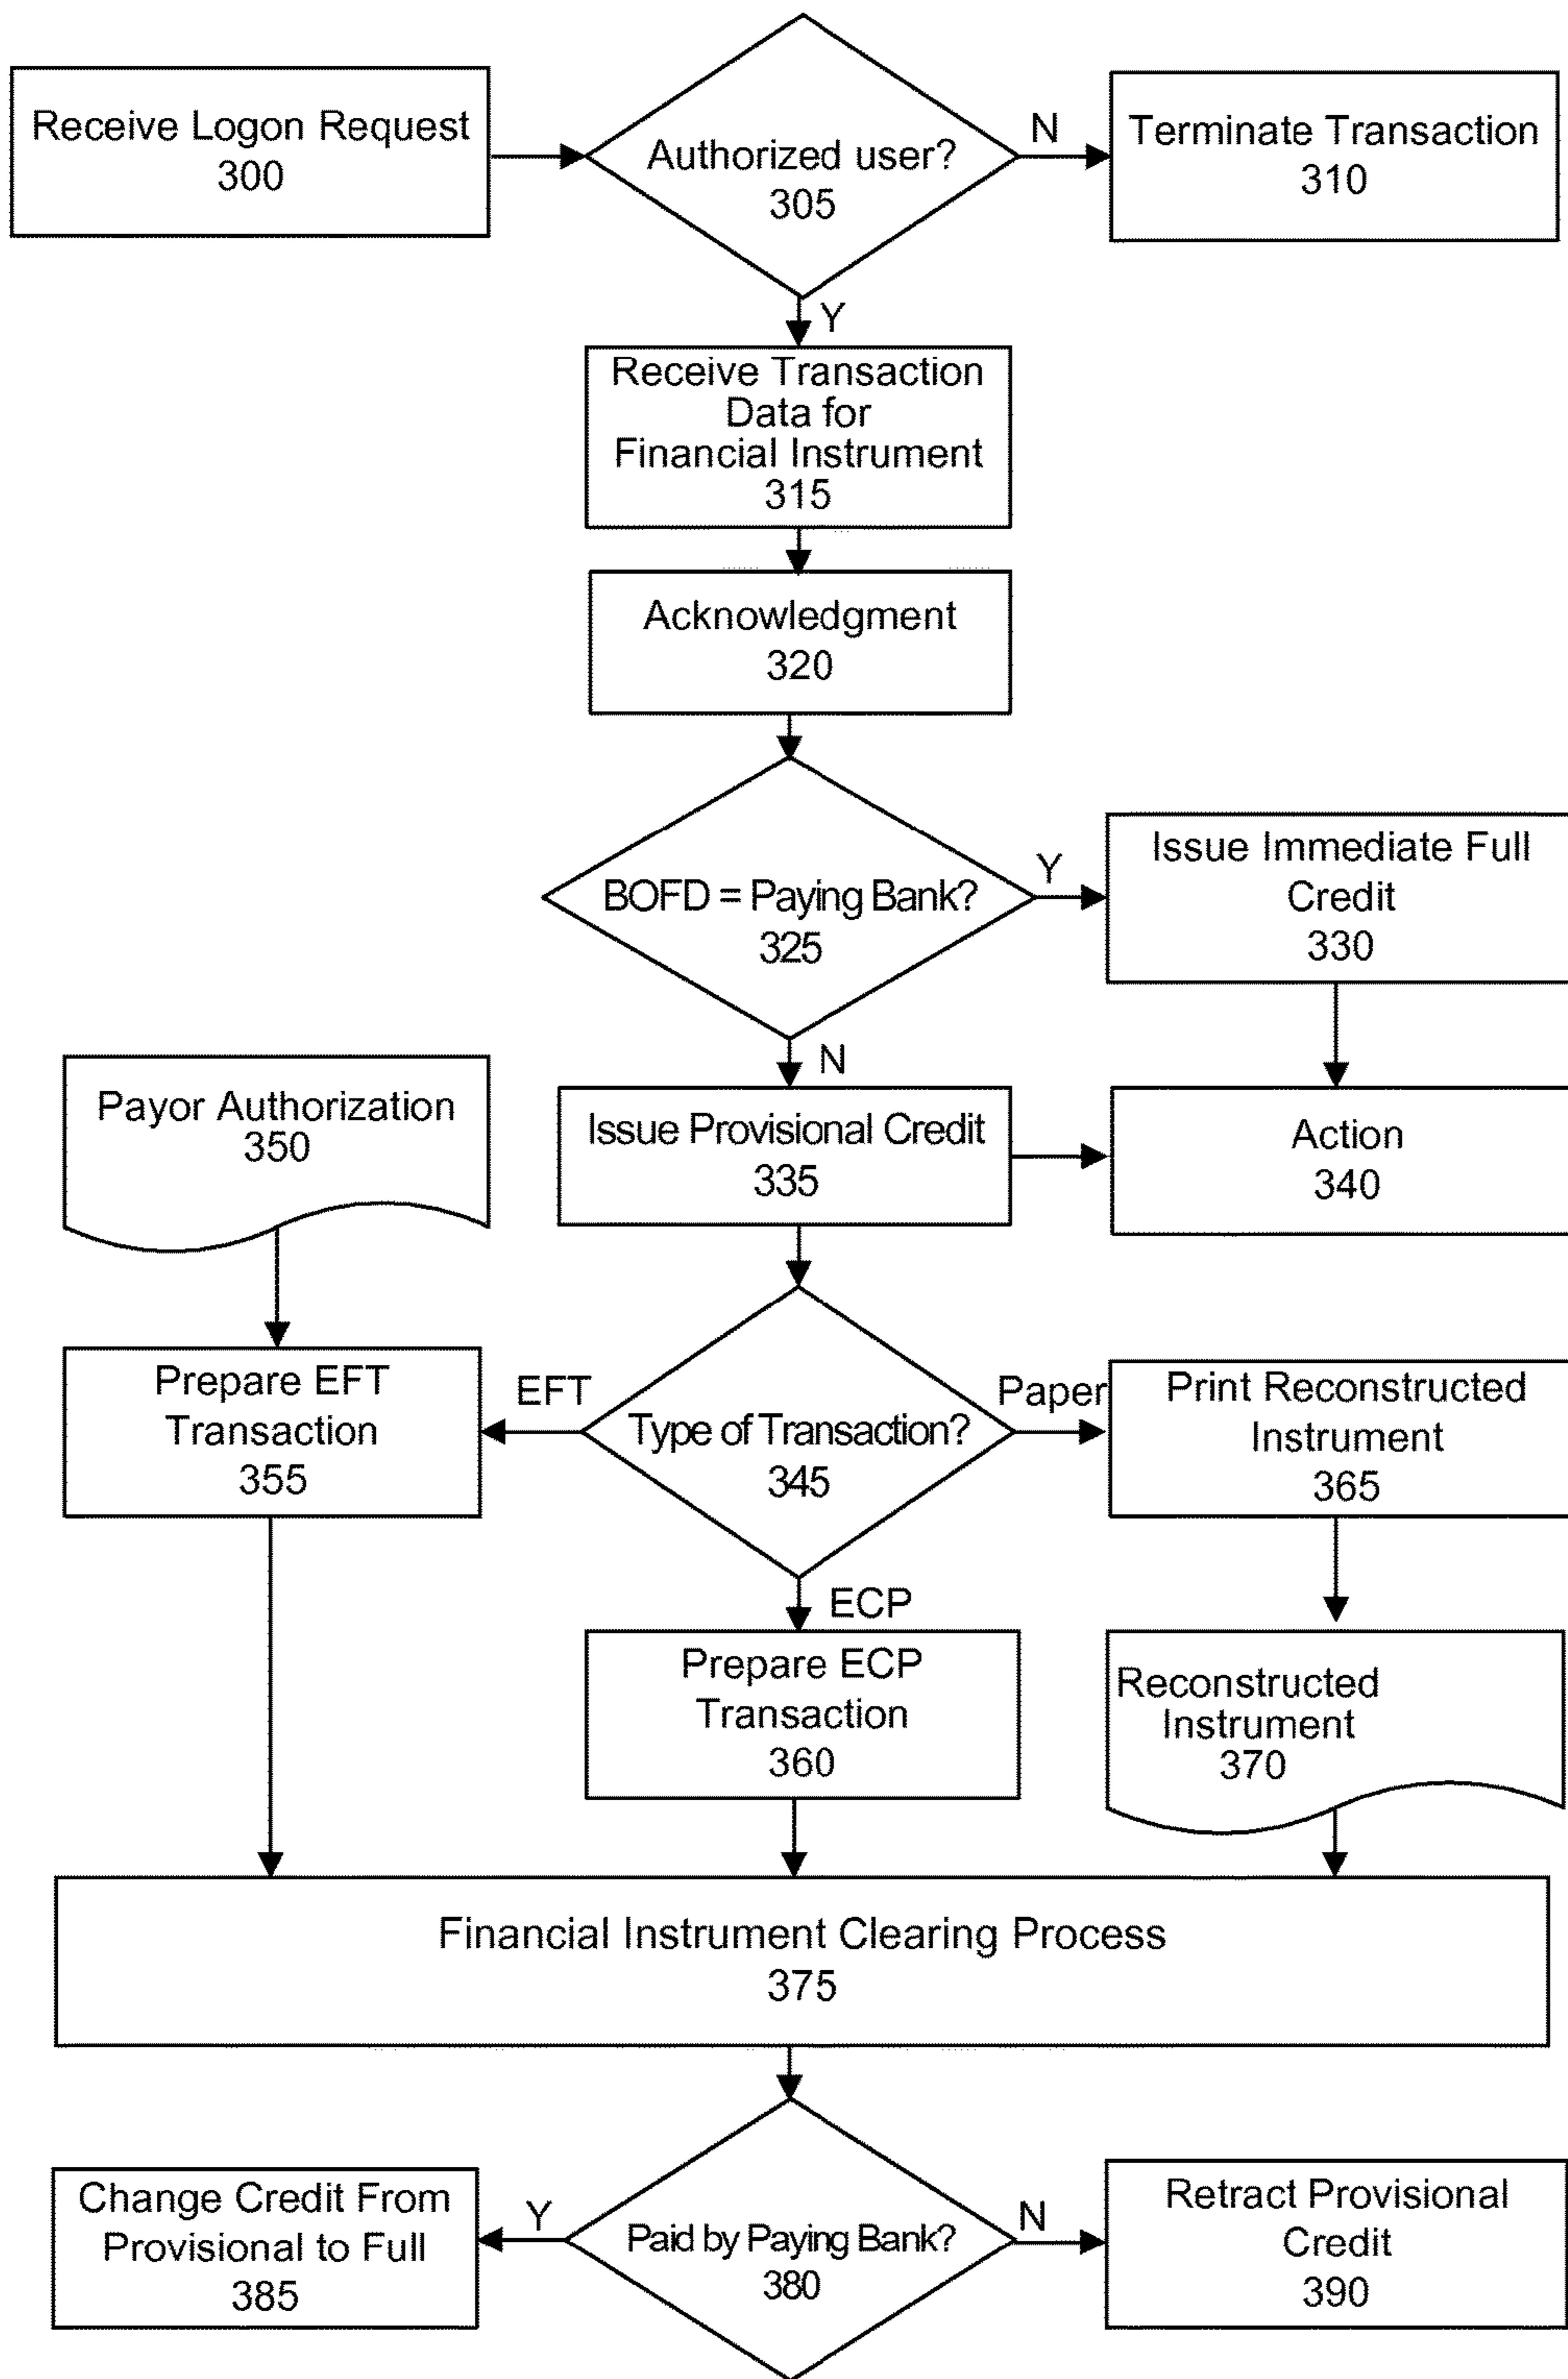 Receive Logon Request
300
Authorized user?
305
N
Terminate Transaction
310
Y
Receive Transaction
Data for
Financial Instrument
315
Acknowledgment
320
BOFD = Paying Bank?
325
Y
Issue Immediate Full
Credit
330
N
Payor Authorization
350
Issue Provisional Credit
335
Action
340
Prepare EFT
Transaction
355
EFT
Type of Transaction?
345
Paper
Print Reconstructed
Instrument
365
ECP
Prepare ECP
Transaction
360
Reconstructed
Instrument
370
Financial Instrument Clearing Process
375
Change Credit From
Provisional to Full
385
Y
Paid by Paying Bank?
380
N
Retract Provisional
Credit
390